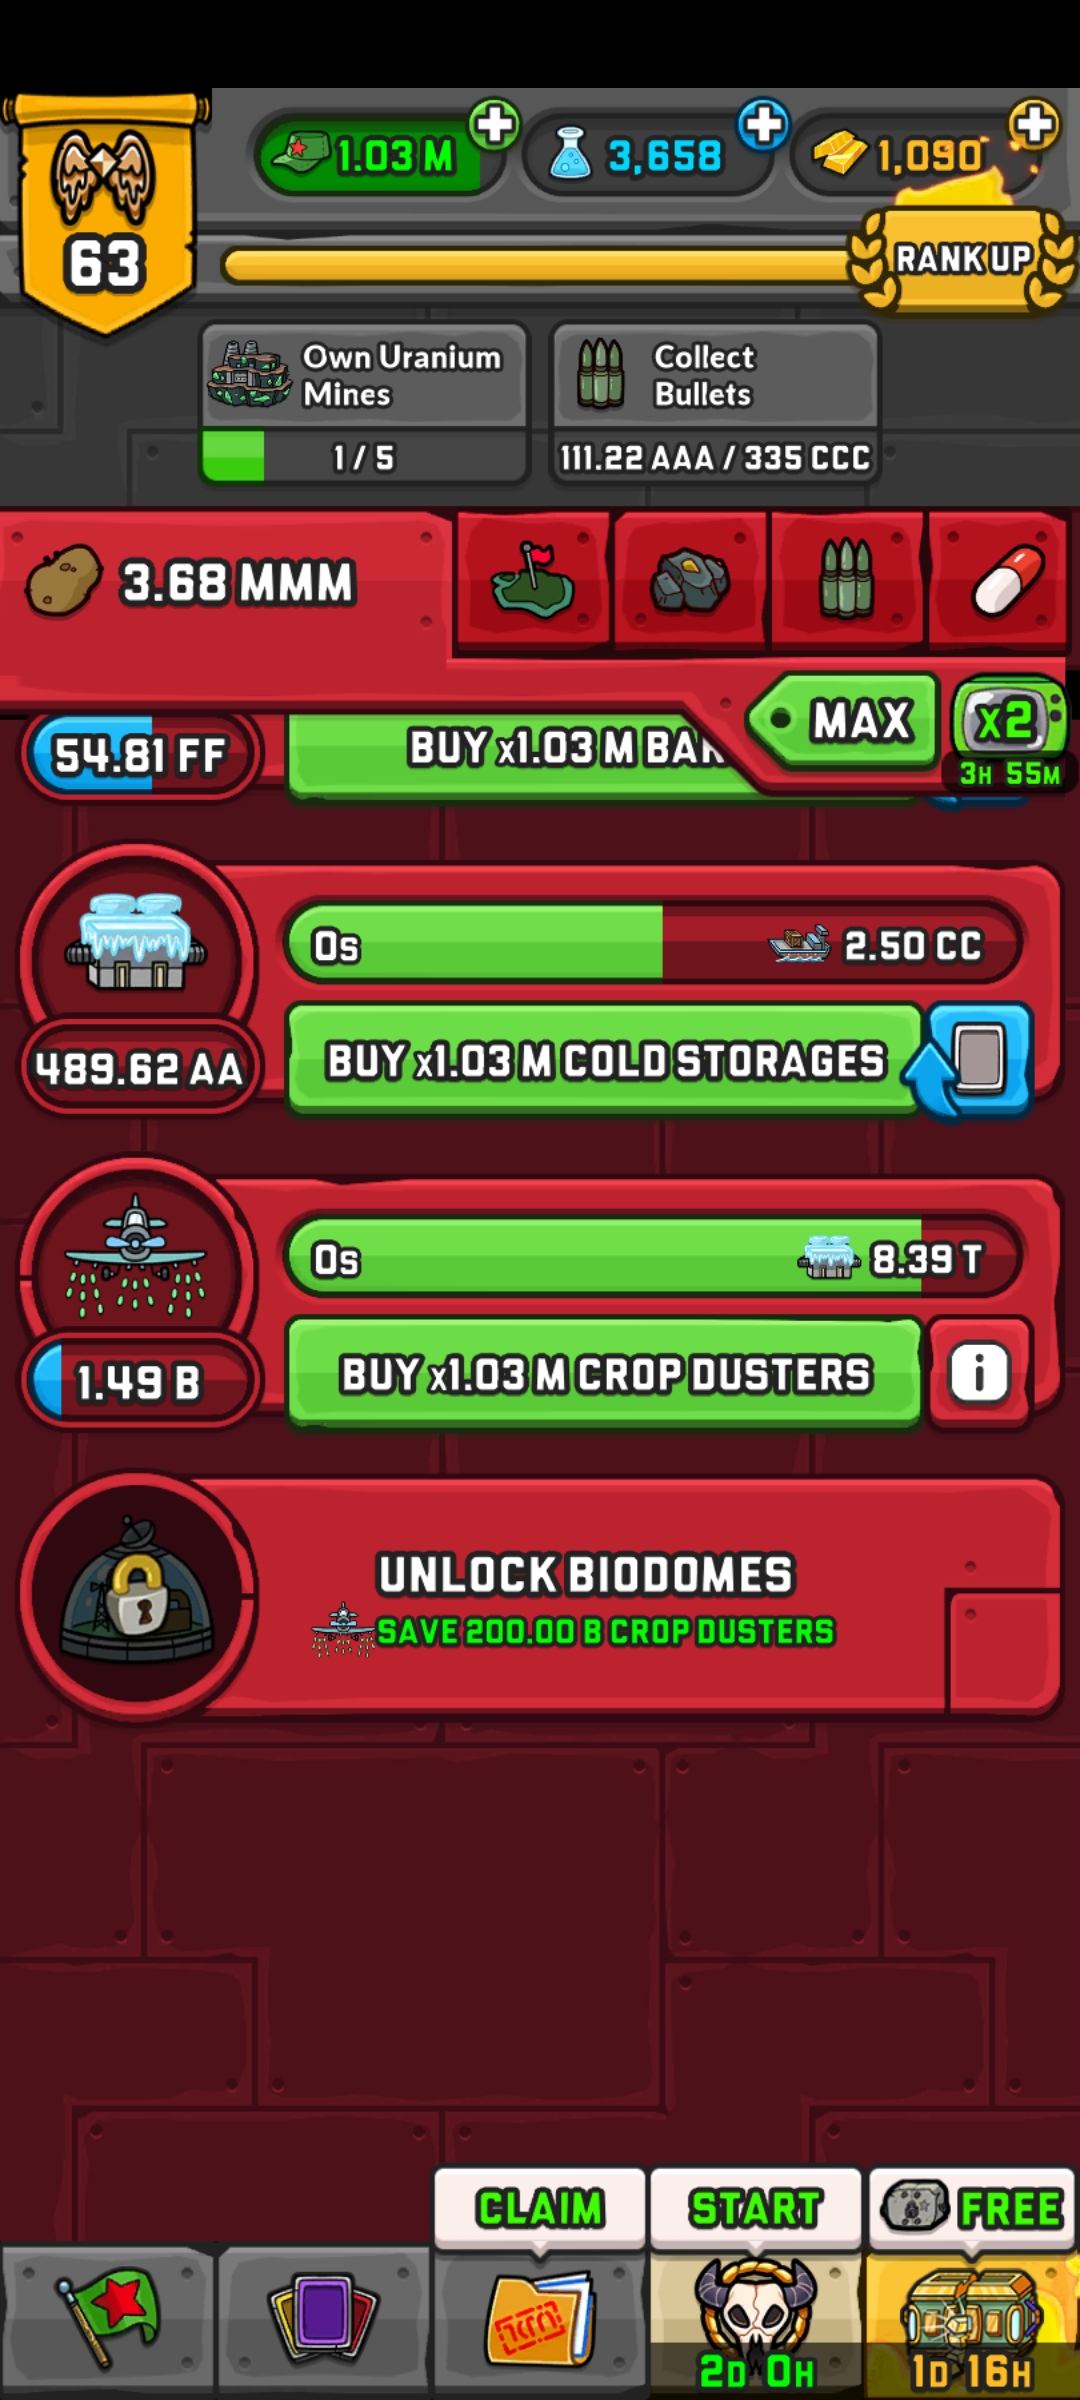 1.03 M
3,658
1,090
63
RANK UP
Own Uranium
Mines
1 / 5
Collect
Bullets
111.22 AAA / 335 CCC
3.68 MMM
MAX
x2
3H 55M
54.81 FF
BUY x1.03 M
0s
2.50 CC
489.62 AA
BUY x1.03 M COLD STORAGES
0s
8.39 T
1.49 B
BUY x1.03 M CROP DUSTERS
i
UNLOCK BIODOMES
SAVE 200.00 B CROP DUSTERS
CLAIM
START
FREE
2D 0H
1D 16H